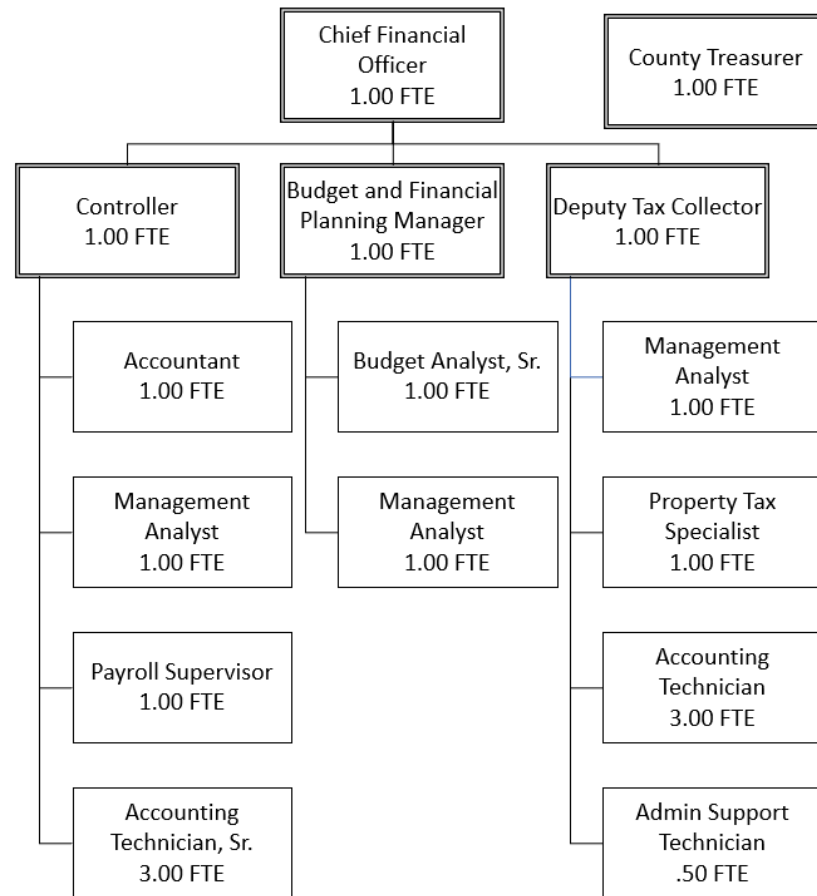 Chief Financial
Officer
1.00 FTE
County Treasurer
1.00 FTE
Controller
1.00 FTE
Budget and Financial
Planning Manager
1.00 FTE
Deputy Tax Collector
1.00 FTE
Accountant
1.00 FTE
Management
Analyst
1.00 FTE
Payroll Supervisor
1.00 FTE
Accounting
Technician, Sr.
3.00 FTE
Budget Analyst, Sr.
1.00 FTE
Management
Analyst
1.00 FTE
Management
Analyst
1.00 FTE
Property Tax
Specialist
1.00 FTE
Accounting
Technician
3.00 FTE
Admin Support
Technician
.50 FTE